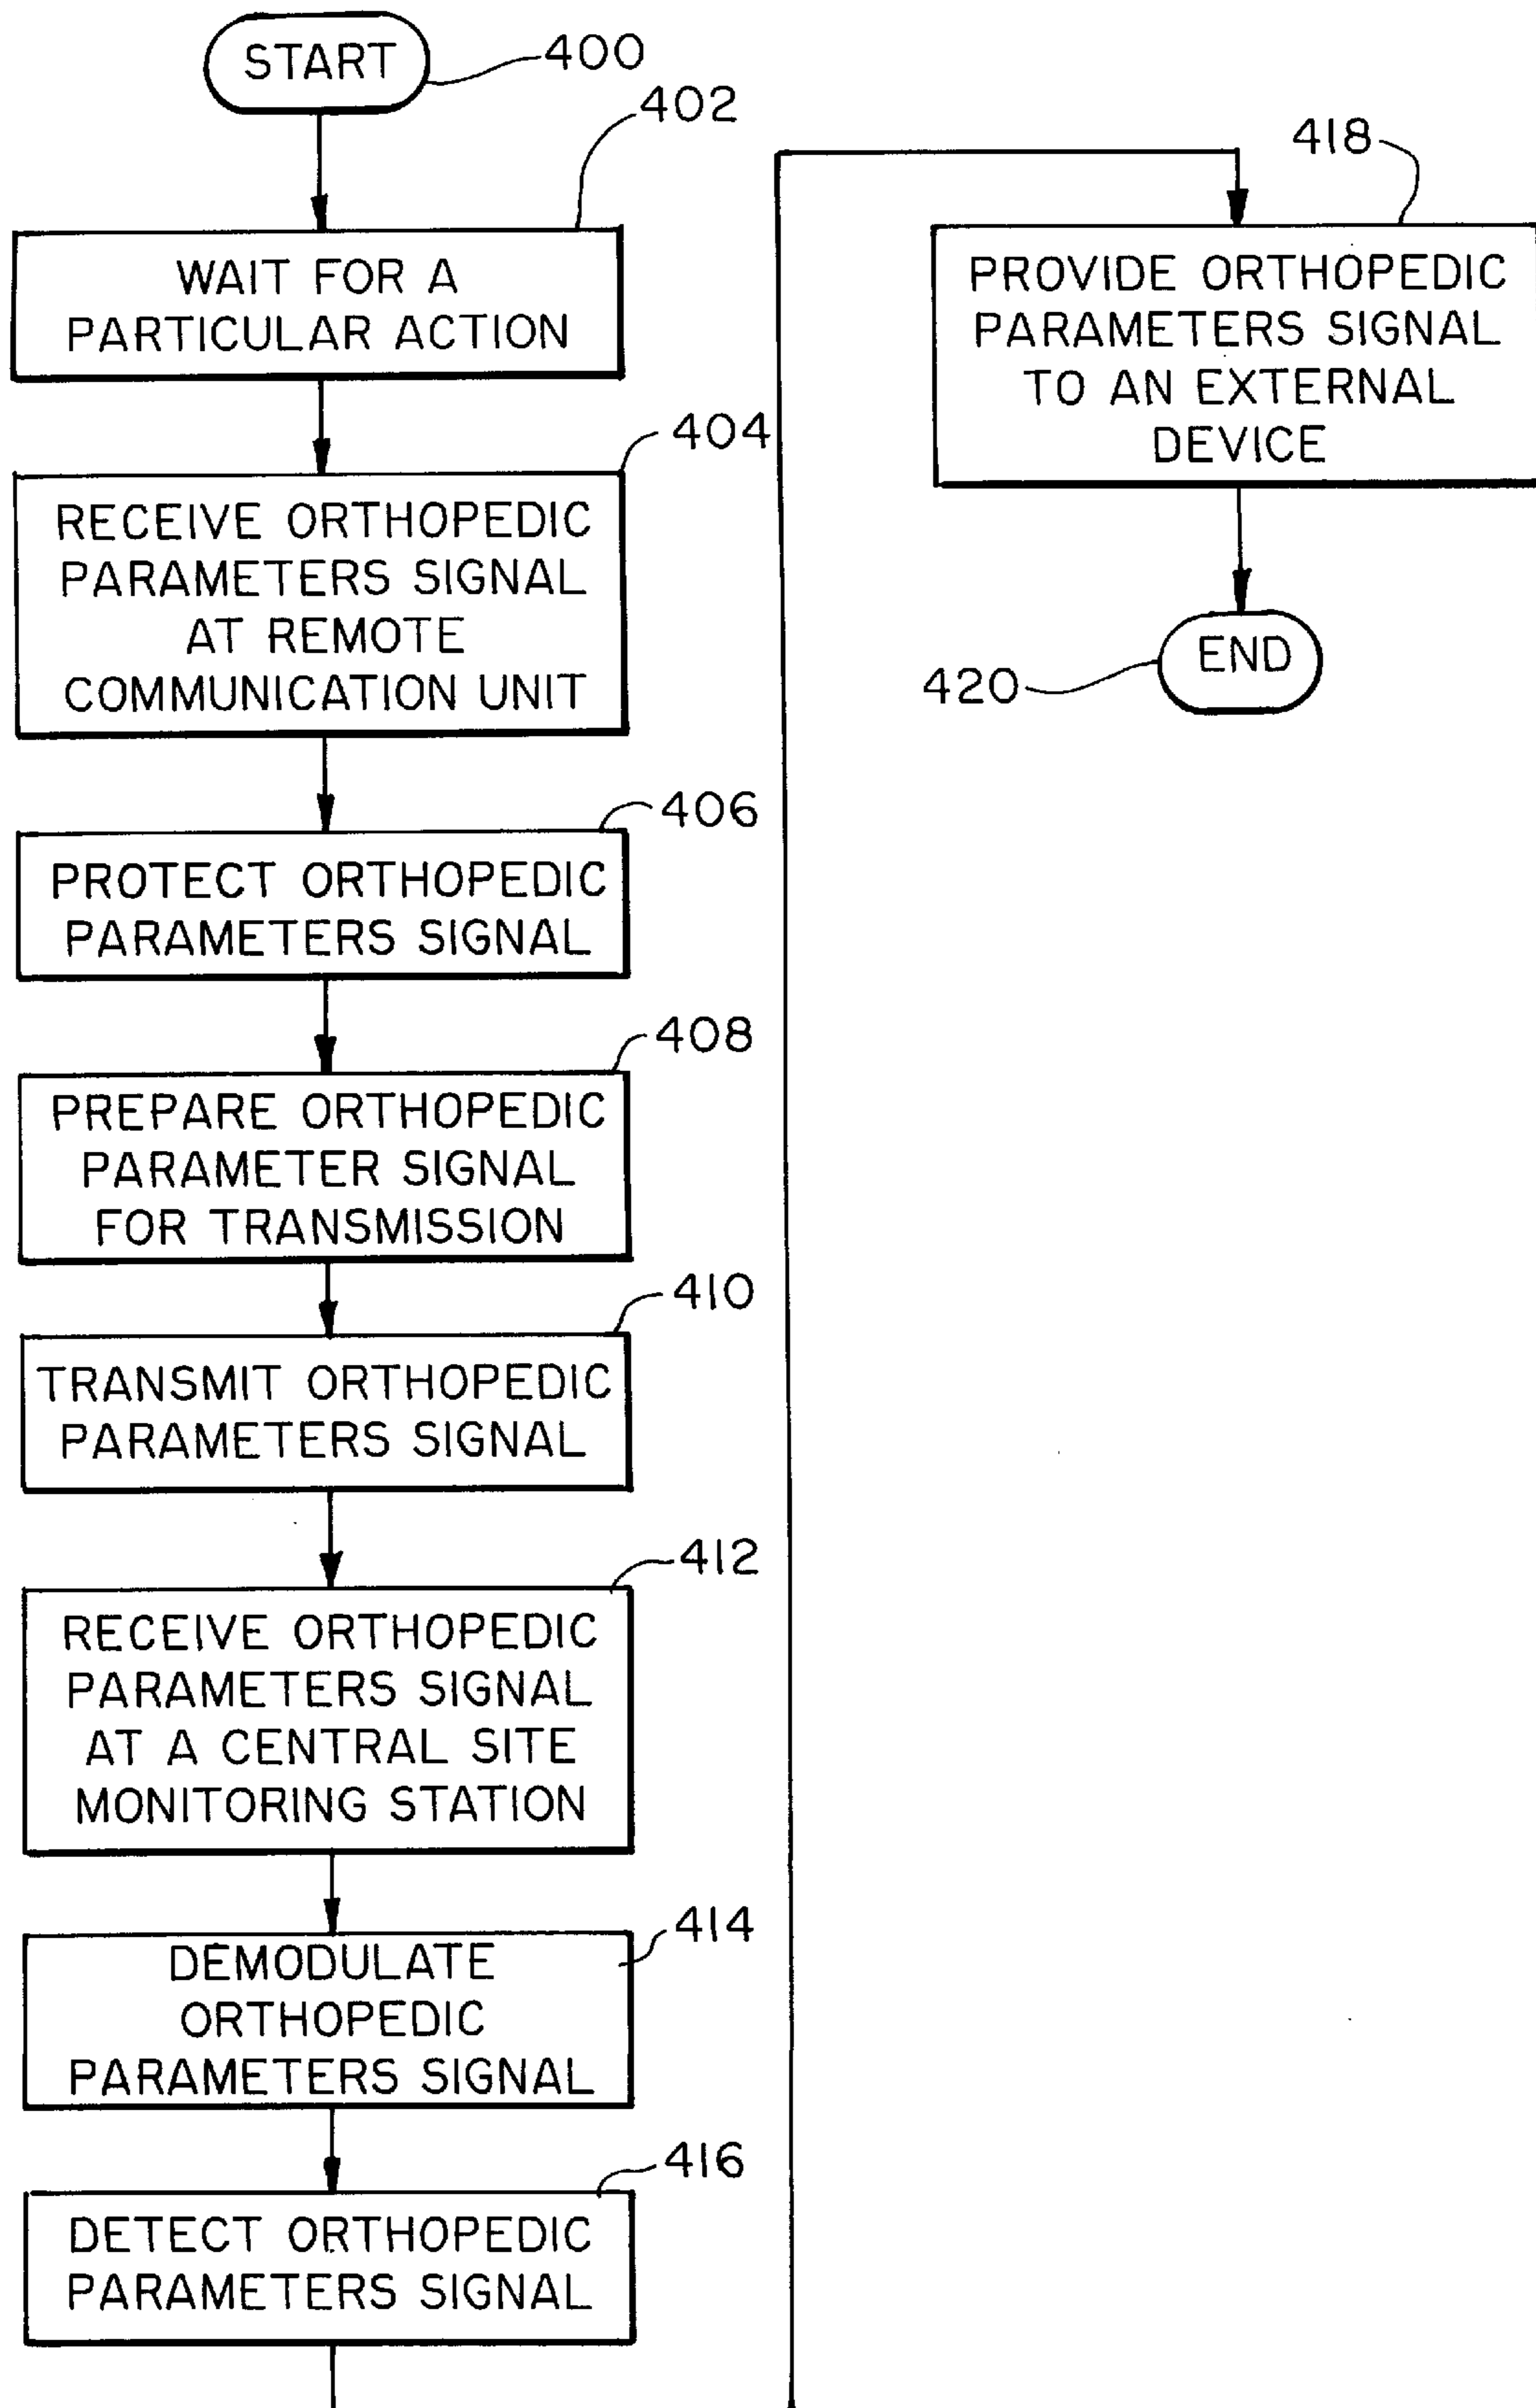 START
400
402
WAIT FOR A
PARTICULAR ACTION
404
RECEIVE ORTHOPEDIC
PARAMETERS SIGNAL
AT REMOTE
COMMUNICATION UNIT
406
PROTECT ORTHOPEDIC
PARAMETERS SIGNAL
408
PREPARE ORTHOPEDIC
PARAMETER SIGNAL
FOR TRANSMISSION
410
TRANSMIT ORTHOPEDIC
PARAMETERS SIGNAL
412
RECEIVE ORTHOPEDIC
PARAMETERS SIGNAL
AT A CENTRAL SITE
MONITORING STATION
414
DEMODULATE
ORTHOPEDIC
PARAMETERS SIGNAL
416
DETECT ORTHOPEDIC
PARAMETERS SIGNAL
418
PROVIDE ORTHOPEDIC
PARAMETERS SIGNAL
TO AN EXTERNAL
DEVICE
END
420